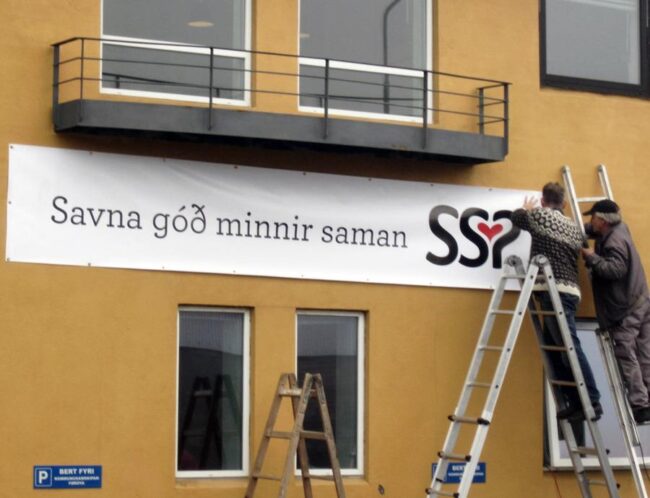 Savna góð minnir saman
SSP
P
BERT FYRI